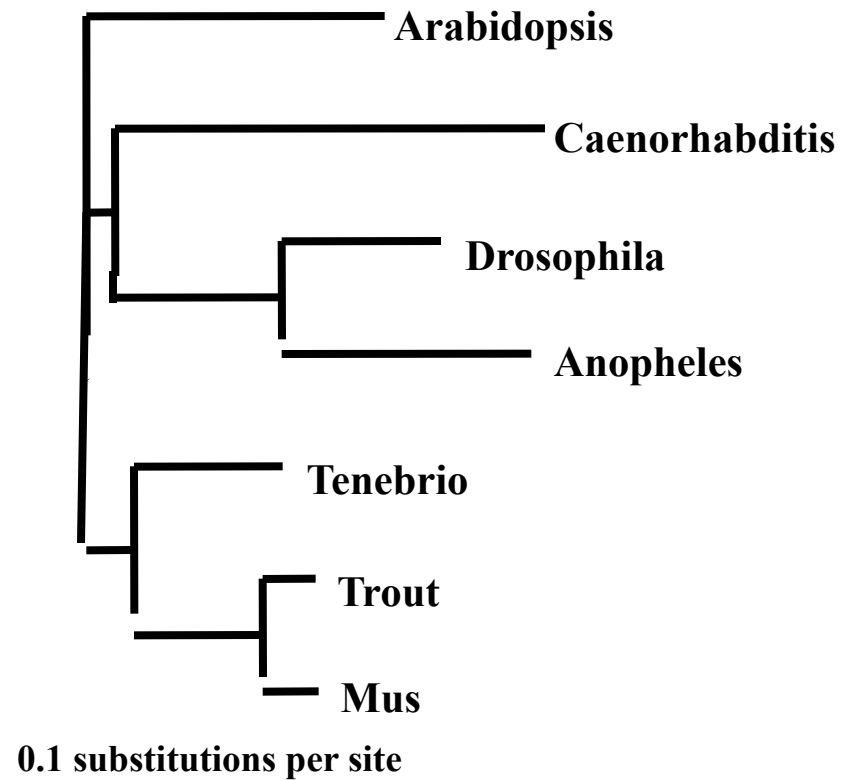 Arabidopsis
Caenorhabditis
Drosophila
Anopheles
Tenebrio
Trout
Mus
0.1 substitutions per site